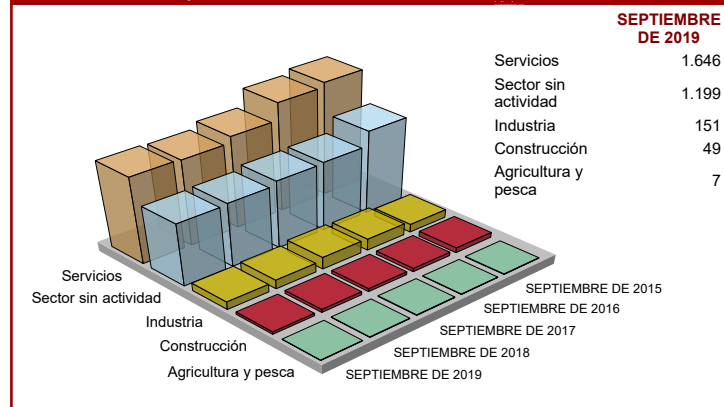 SEPTIEMBRE
DE 2019
Servicios 1.646
Sector sin
actividad 1.199
Industria 151
Construcción 49
Agricultura y
pesca 7
Servicios
Sector sin actividad
Industria
Construcción
Agricultura y pesca
SEPTIEMBRE DE 2015
SEPTIEMBRE DE 2016
SEPTIEMBRE DE 2017
SEPTIEMBRE DE 2018
SEPTIEMBRE DE 2019